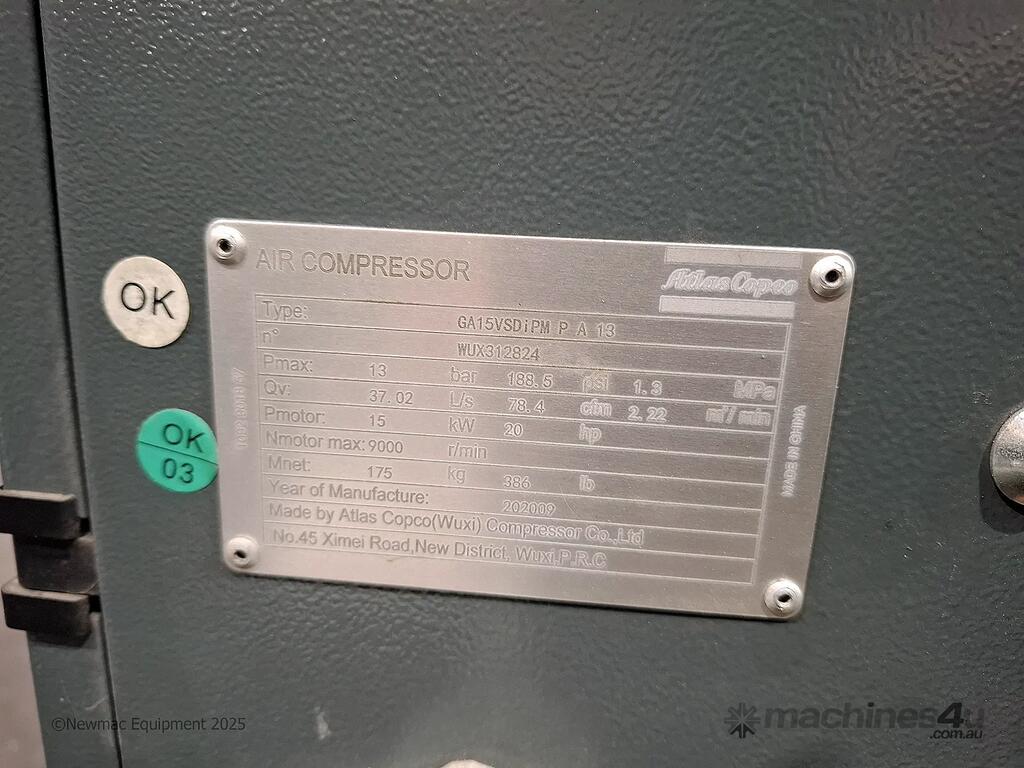 AIR COMPRESSOR
Atlas Copco
Type: GA15VSDiPM P A 13
n° WUX312824
Pmax: 13 bar 188.5 psi 1.3 MPa
Qv: 37.02 L/s 78.4 cfm 2.22 m³/min
Pmotor: 15 kW 20 hp
Nmotor max: 9000 r/min
Mnet: 175 kg 386 lb
Year of Manufacture: 202009
Made by Atlas Copco(Wuxi) Compressor Co.,Ltd
No.45 Ximei Road,New District, Wuxi.P.R.C
MADE IN CHINA
OK
OK
03
©Newmac Equipment 2025
machines4u
.com.au